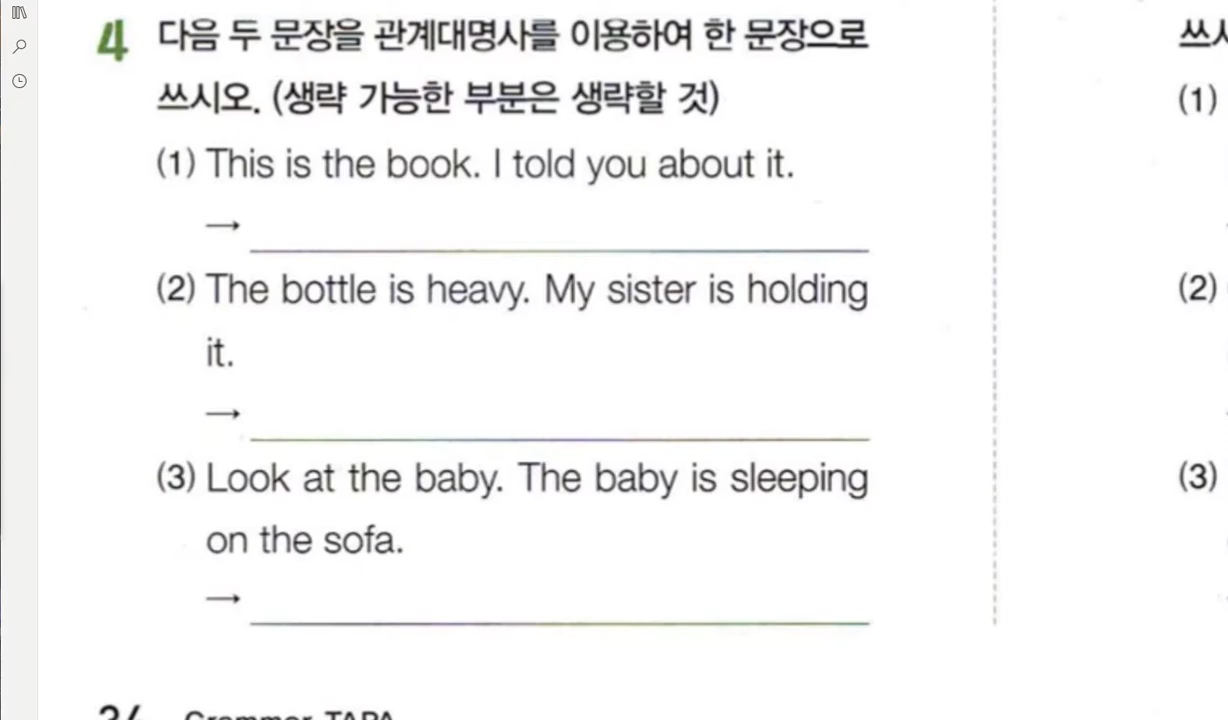 4 다음 두 문장을 관계대명사를 이용하여 한 문장으로
쓰시오. (생략 가능한 부분은 생략할 것)
(1) This is the book. I told you about it.
→
(2) The bottle is heavy. My sister is holding
it.
→
(3) Look at the baby. The baby is sleeping
on the sofa.
→
(1)
(2)
(3)